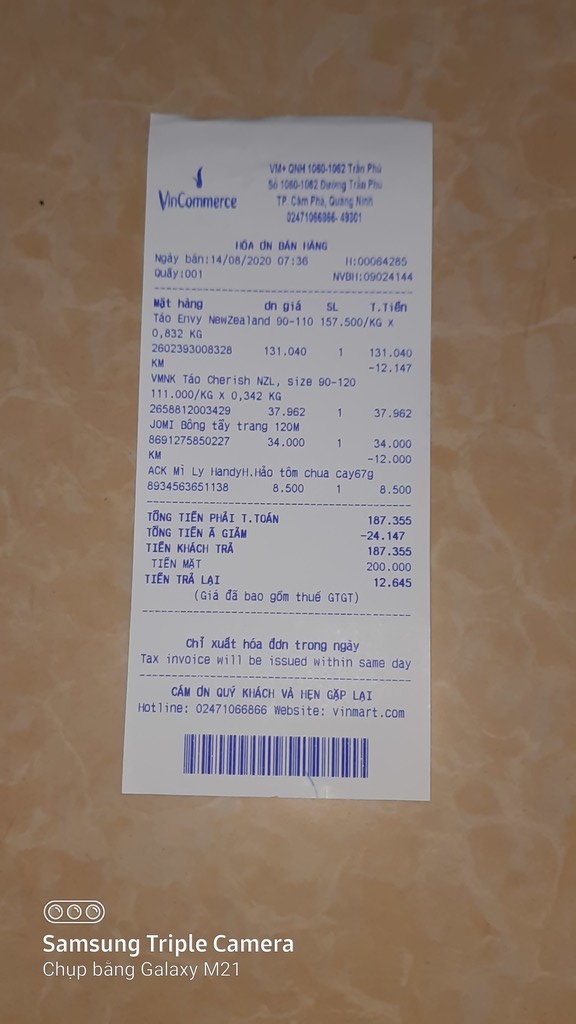 VinCommerce
VM+ QNH 1060-1062 Trần Phú
Số 1060-1062 Đường Trần Phú
TP. Cẩm Phả, Quảng Ninh
02471066866- 49301
HÓA ƠN BÁN HÀNG
Ngày bán:14/08/2020 07:36 H:00064285
Quầy:001 NVBH:09024144
Mặt hàng ơn giá SL T.Tiền
Táo Envy NewZealand 90-110 157.500/KG X
0,832 KG
2602393008328 131.040 1 131.040
KM -12.147
VMNK Táo Cherish NZL, size 90-120
111.000/KG X 0,342 KG
2658812003429 37.962 1 37.962
JOMI Bông tẩy trang 120M
8691275850227 34.000 1 34.000
KM -12.000
ACK Mì Ly HandyH.Hảo tôm chua cay67g
8934563651138 8.500 1 8.500
TỔNG TIỀN PHẢI T.TOÁN 187.355
TỔNG TIỀN Ã GIẢM -24.147
TIỀN KHÁCH TRẢ 187.355
TIỀN MẶT 200.000
TIỀN TRẢ LẠI 12.645
(Giá đã bao gồm thuế GTGT)
Chỉ xuất hóa đơn trong ngày
Tax invoice will be issued within same day
CẢM ƠN QUÝ KHÁCH VÀ HẸN GẶP LẠI
Hotline: 02471066866 Website: vinmart.com
Samsung Triple Camera
Chụp bằng Galaxy M21